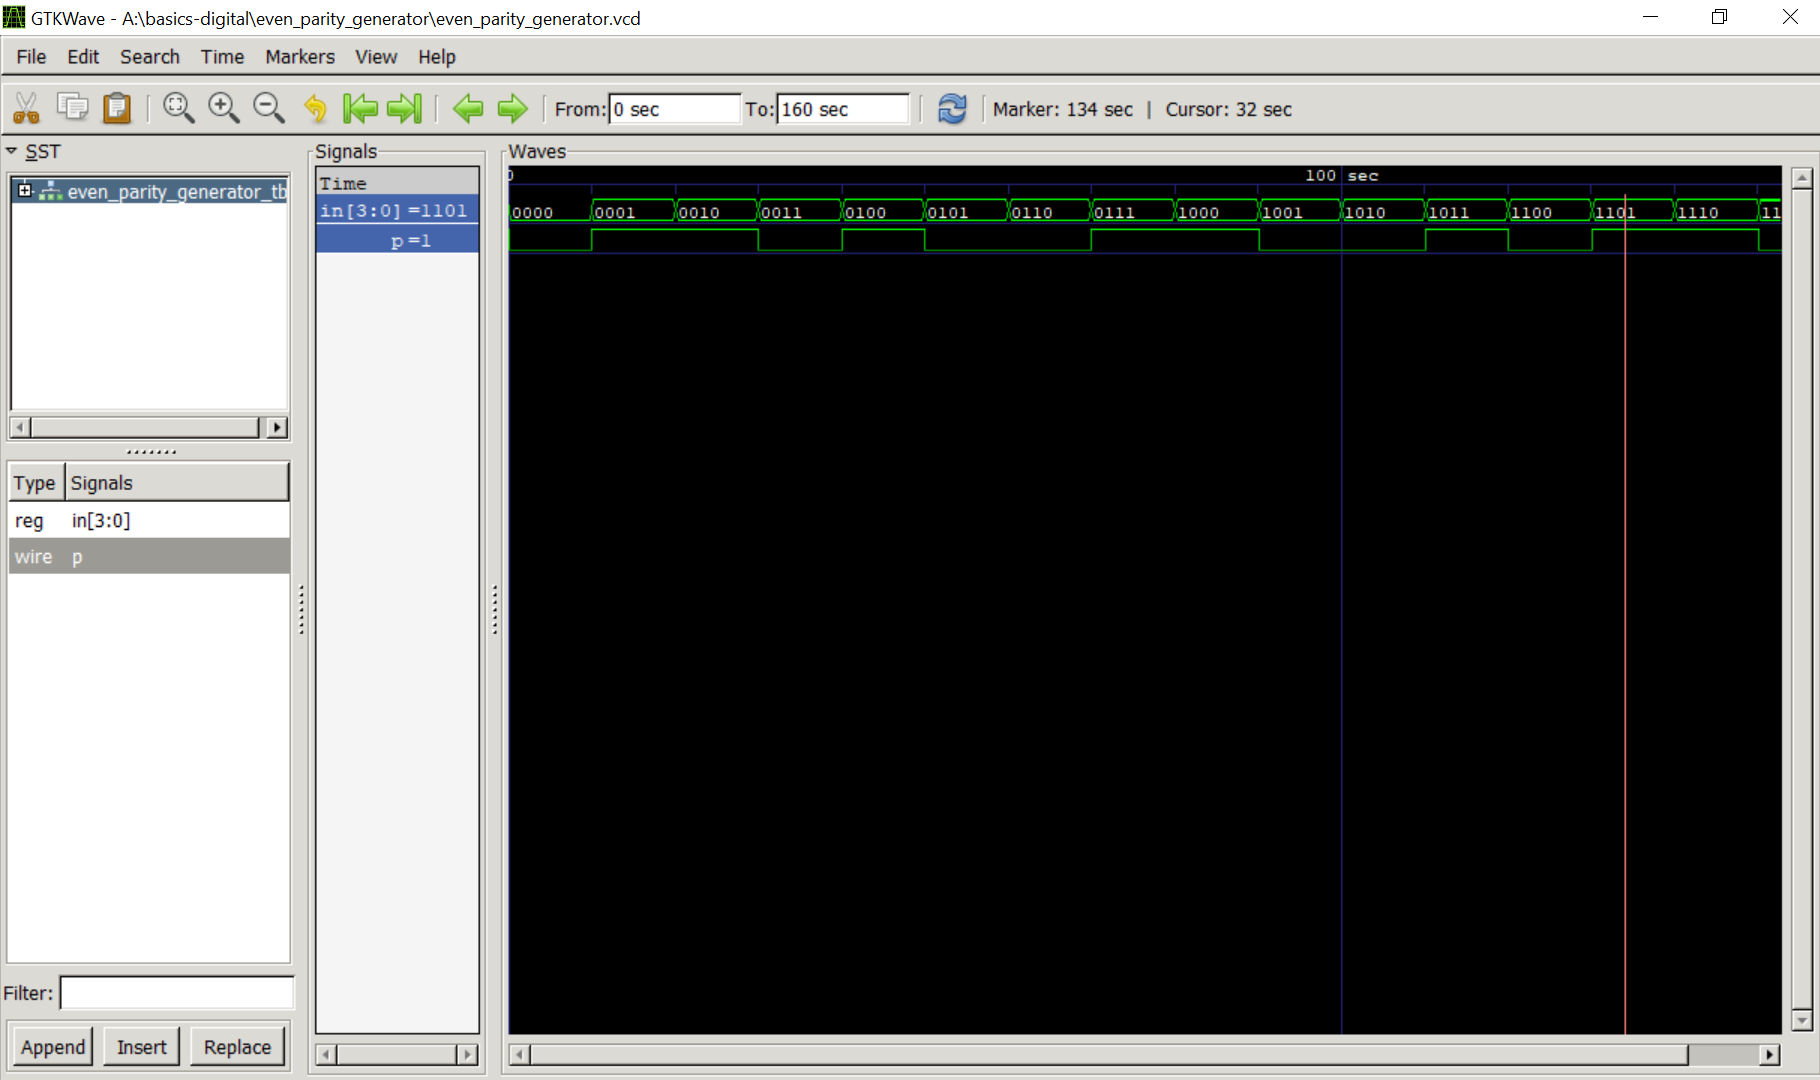 GTKWave - A:\basics-digital\even_parity_generator\even_parity_generator.vcd
File Edit Search Time Markers View Help
From: 0 sec To: 160 sec Marker: 134 sec | Cursor: 32 sec
SST
even_parity_generator_tb
Type Signals
reg in[3:0]
wire p
Filter:
Append Insert Replace
Signals
Time
in[3:0] =1101
p =1
Waves
0 100 sec
0000 0001 0010 0011 0100 0101 0110 0111 1000 1001 1010 1011 1100 1101 1110 11